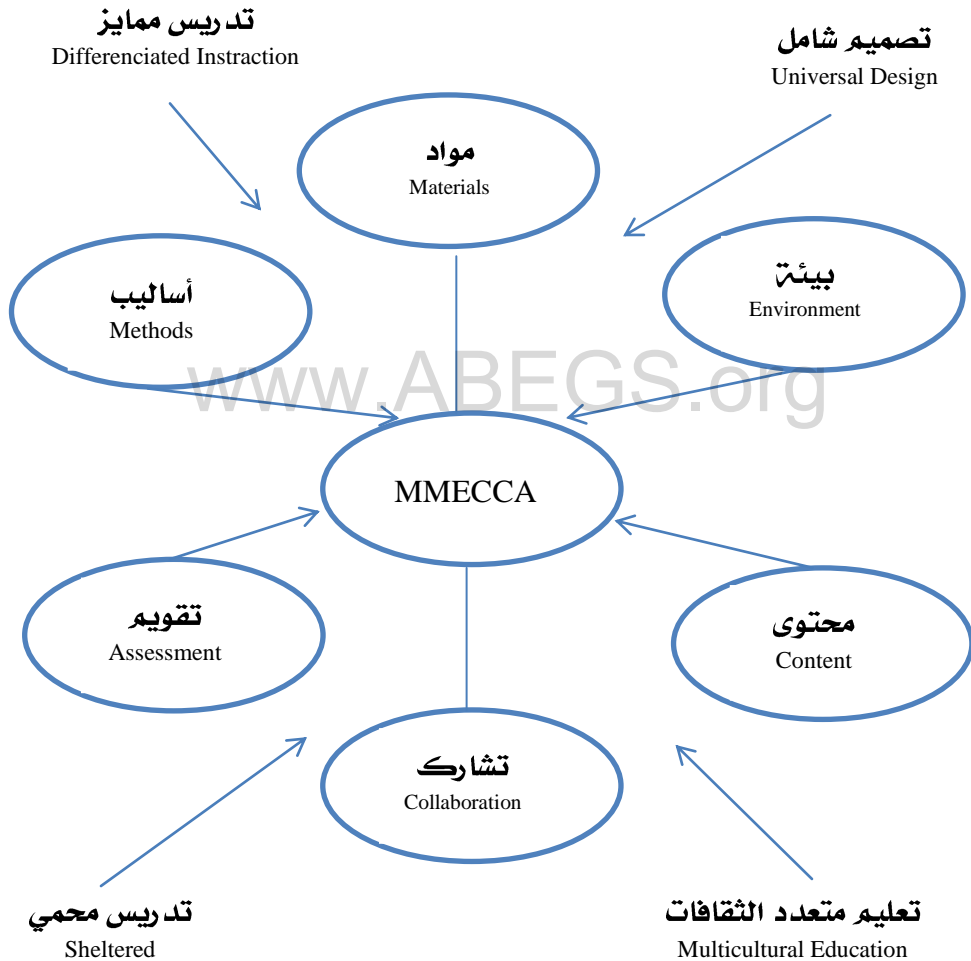 تدريس ممايز
Differenciated Instraction
تصميم شامل
Universal Design
مواد
Materials
أساليب
Methods
بيئة
Environment
www.ABEGS.org
MMECCA
تقويم
Assessment
محتوى
Content
تشارك
Collaboration
تدريس محمي
Sheltered
تعليم متعدد الثقافات
Multicultural Education